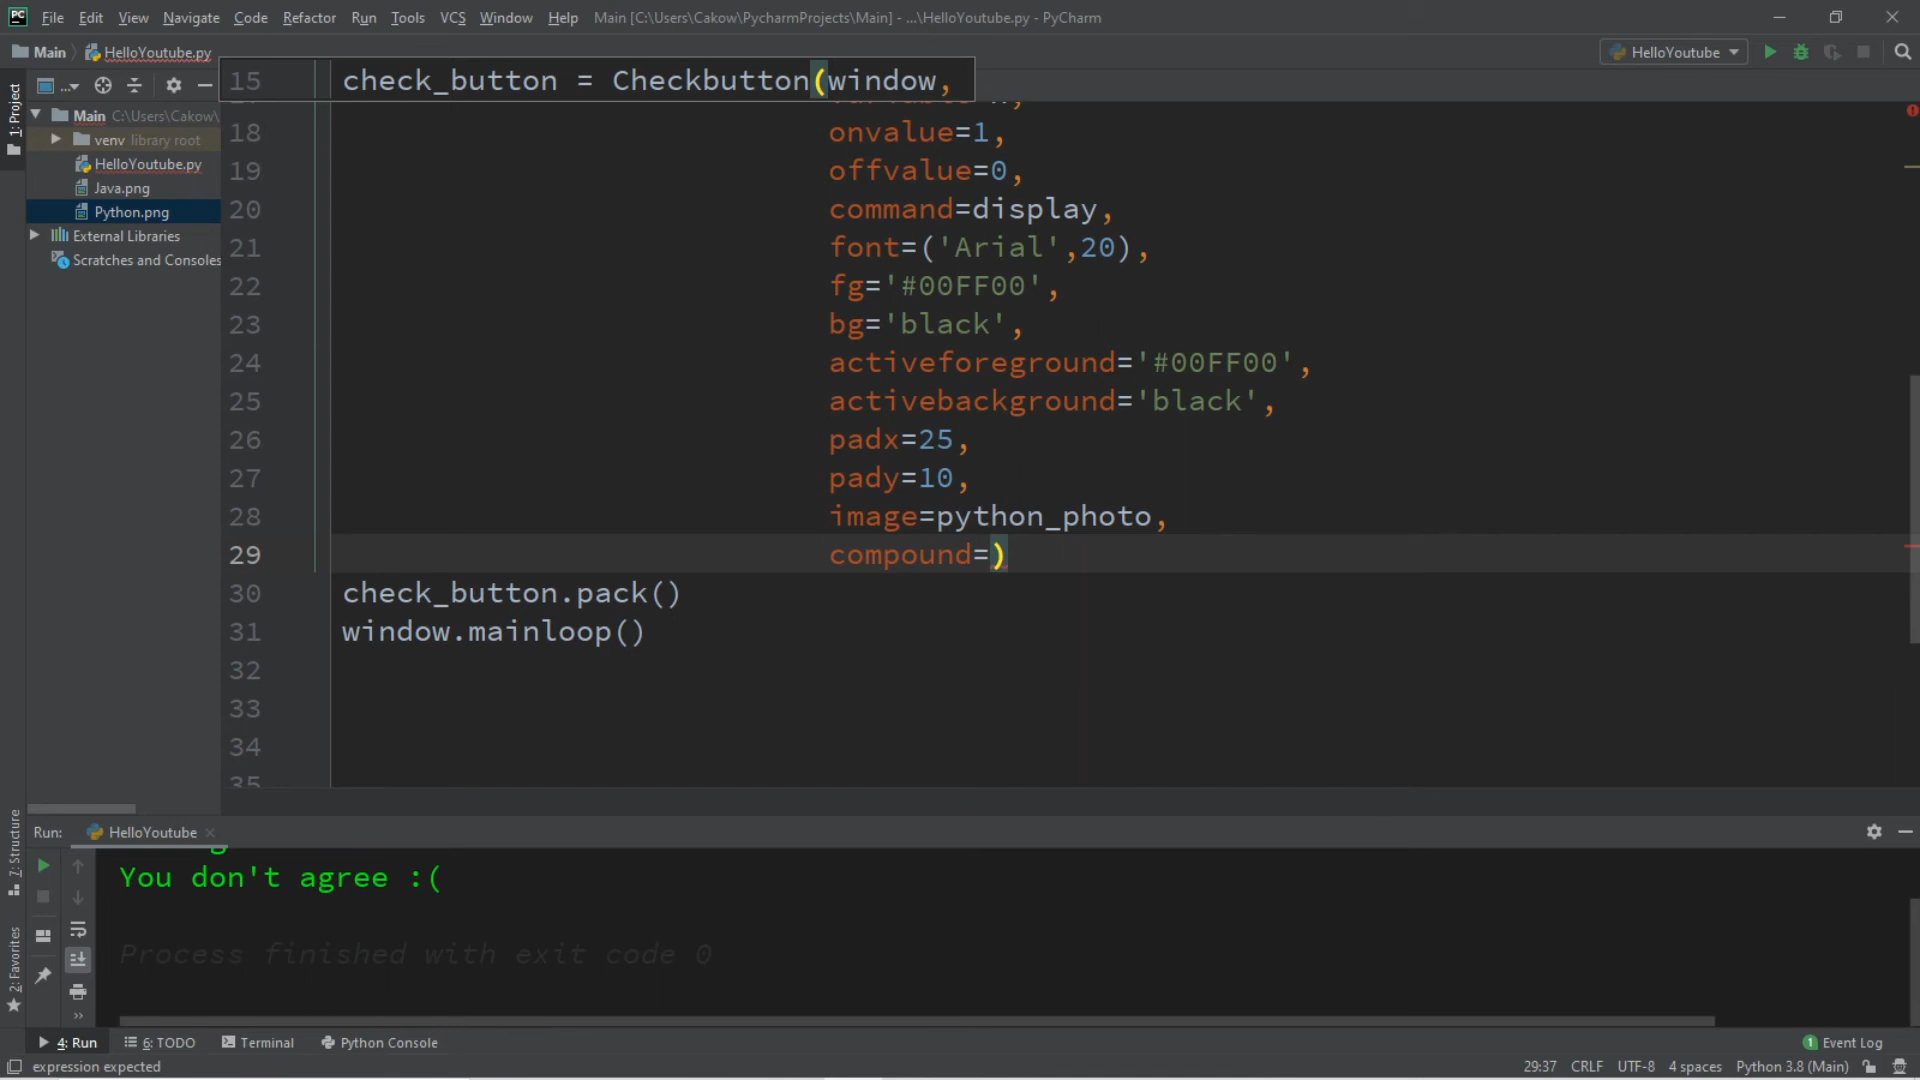 PC File Edit View Navigate Code Refactor Run Tools VCS Window Help Main [C:\Users\Cakow\PycharmProjects\Main] - ...\HelloYoutube.py - PyCharm
Main HelloYoutube.py HelloYoutube
1: Project
...
Main C:\Users\Cakow\
venv library root
HelloYoutube.py
Java.png
Python.png
External Libraries
Scratches and Consoles
15 check_button = Checkbutton(window,
18 onvalue=1,
19 offvalue=0,
20 command=display,
21 font=('Arial',20),
22 fg='#00FF00',
23 bg='black',
24 activeforeground='#00FF00',
25 activebackground='black',
26 padx=25,
27 pady=10,
28 image=python_photo,
29 compound=)
30 check_button.pack()
31 window.mainloop()
32
33
34
35
7: Structure
2: Favorites
Run: HelloYoutube
You don't agree :(
Process finished with exit code 0
4: Run 6: TODO Terminal Python Console 1 Event Log
expression expected 29:37 CRLF UTF-8 4 spaces Python 3.8 (Main)